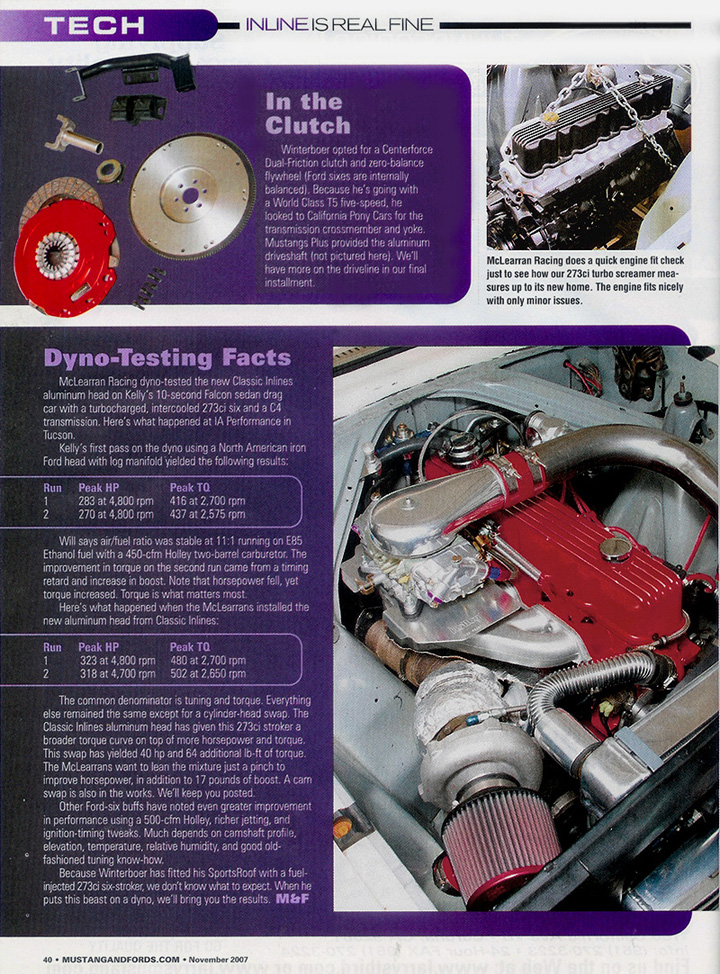 TECH
INLINE IS REAL FINE
In the
Clutch
Winterboer opted for a Centerforce
Dual-Friction clutch and zero-balance
flywheel (Ford sixes are internally
balanced). Because he's going with
a World Class T5 five-speed, he
looked to California Pony Cars for the
transmission crossmember and yoke.
Mustangs Plus provided the aluminum
driveshaft (not pictured here). We'll
have more on the driveline in our final
installment.
McLearran Racing does a quick engine fit check
just to see how our 273ci turbo screamer mea-
sures up to its new home. The engine fits nicely
with only minor issues.
Dyno-Testing Facts
McLearran Racing dyno-tested the new Classic Inlines
aluminum head on Kelly's 10-second Falcon sedan drag
car with a turbocharged, intercooled 273ci six and a C4
transmission. Here's what happened at IA Performance in
Tucson.
Kelly's first pass on the dyno using a North American iron
Ford head with log manifold yielded the following results:
Run Peak HP Peak TQ
1 283 at 4,800 rpm 416 at 2,700 rpm
2 270 at 4,800 rpm 437 at 2,575 rpm
Will says air/fuel ratio was stable at 11:1 running on E85
Ethanol fuel with a 450-cfm Holley two-barrel carburetor. The
improvement in torque on the second run came from a timing
retard and increase in boost. Note that horsepower fell, yet
torque increased. Torque is what matters most.
Here's what happened when the McLearrans installed the
new aluminum head from Classic Inlines:
Run Peak HP Peak TQ
1 323 at 4,800 rpm 480 at 2,700 rpm
2 318 at 4,700 rpm 502 at 2,650 rpm
The common denominator is tuning and torque. Everything
else remained the same except for a cylinder-head swap. The
Classic Inlines aluminum head has given this 273ci stroker a
broader torque curve on top of more horsepower and torque.
This swap has yielded 40 hp and 64 additional lb-ft of torque.
The McLearrans want to lean the mixture just a pinch to
improve horsepower, in addition to 17 pounds of boost. A cam
swap is also in the works. We'll keep you posted.
Other Ford-six buffs have noted even greater improvement
in performance using a 500-cfm Holley, richer jetting, and
ignition-timing tweaks. Much depends on camshaft profile,
elevation, temperature, relative humidity, and good old-
fashioned tuning know-how.
Because Winterboer has fitted his SportsRoof with a fuel-
injected 273ci six-stroker, we don't know what to expect. When he
puts this beast on a dyno, we'll bring you the results. M&F
40 • MUSTANGANDFORDS.COM • November 2007